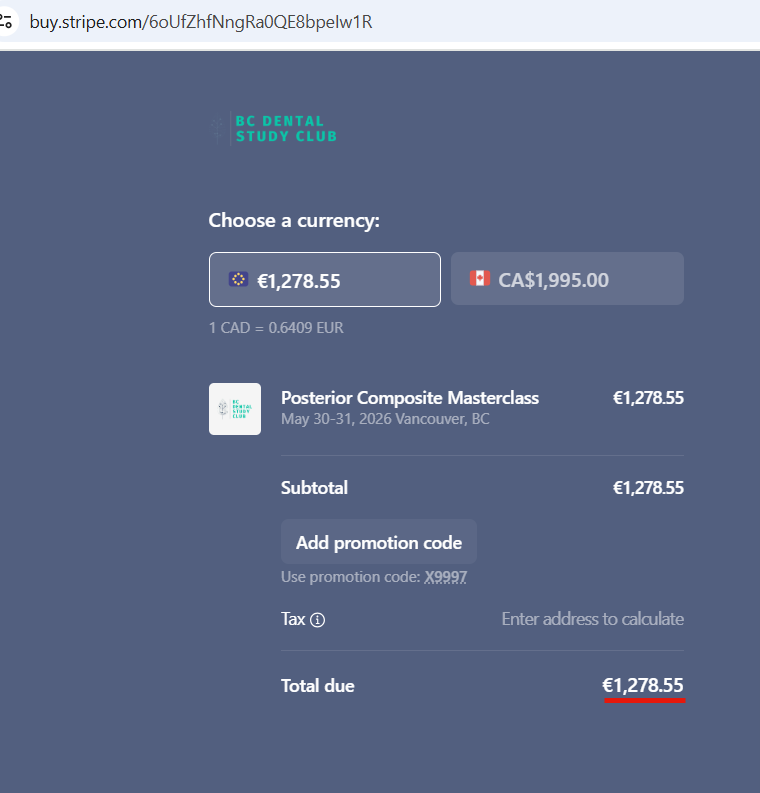 buy.stripe.com/6oUfZhfNngRa0QE8bpeIw1R
BC DENTAL
STUDY CLUB
Choose a currency:
€1,278.55 CA$1,995.00
1 CAD = 0.6409 EUR
BC
DENTAL
STUDY
CLUB
Posterior Composite Masterclass €1,278.55
May 30-31, 2026 Vancouver, BC
Subtotal €1,278.55
Add promotion code
Use promotion code: X9997
Tax Enter address to calculate
Total due €1,278.55